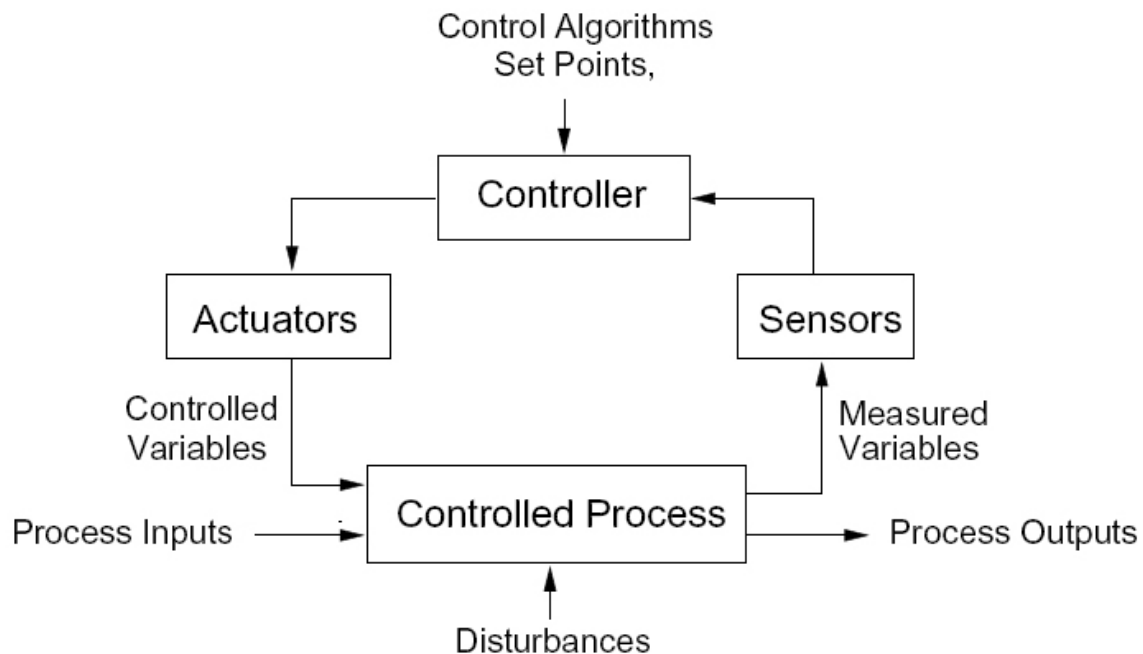 Control Algorithms
Set Points,
Controller
Actuators
Sensors
Controlled
Variables
Measured
Variables
Controlled Process
Process Inputs
Process Outputs
Disturbances